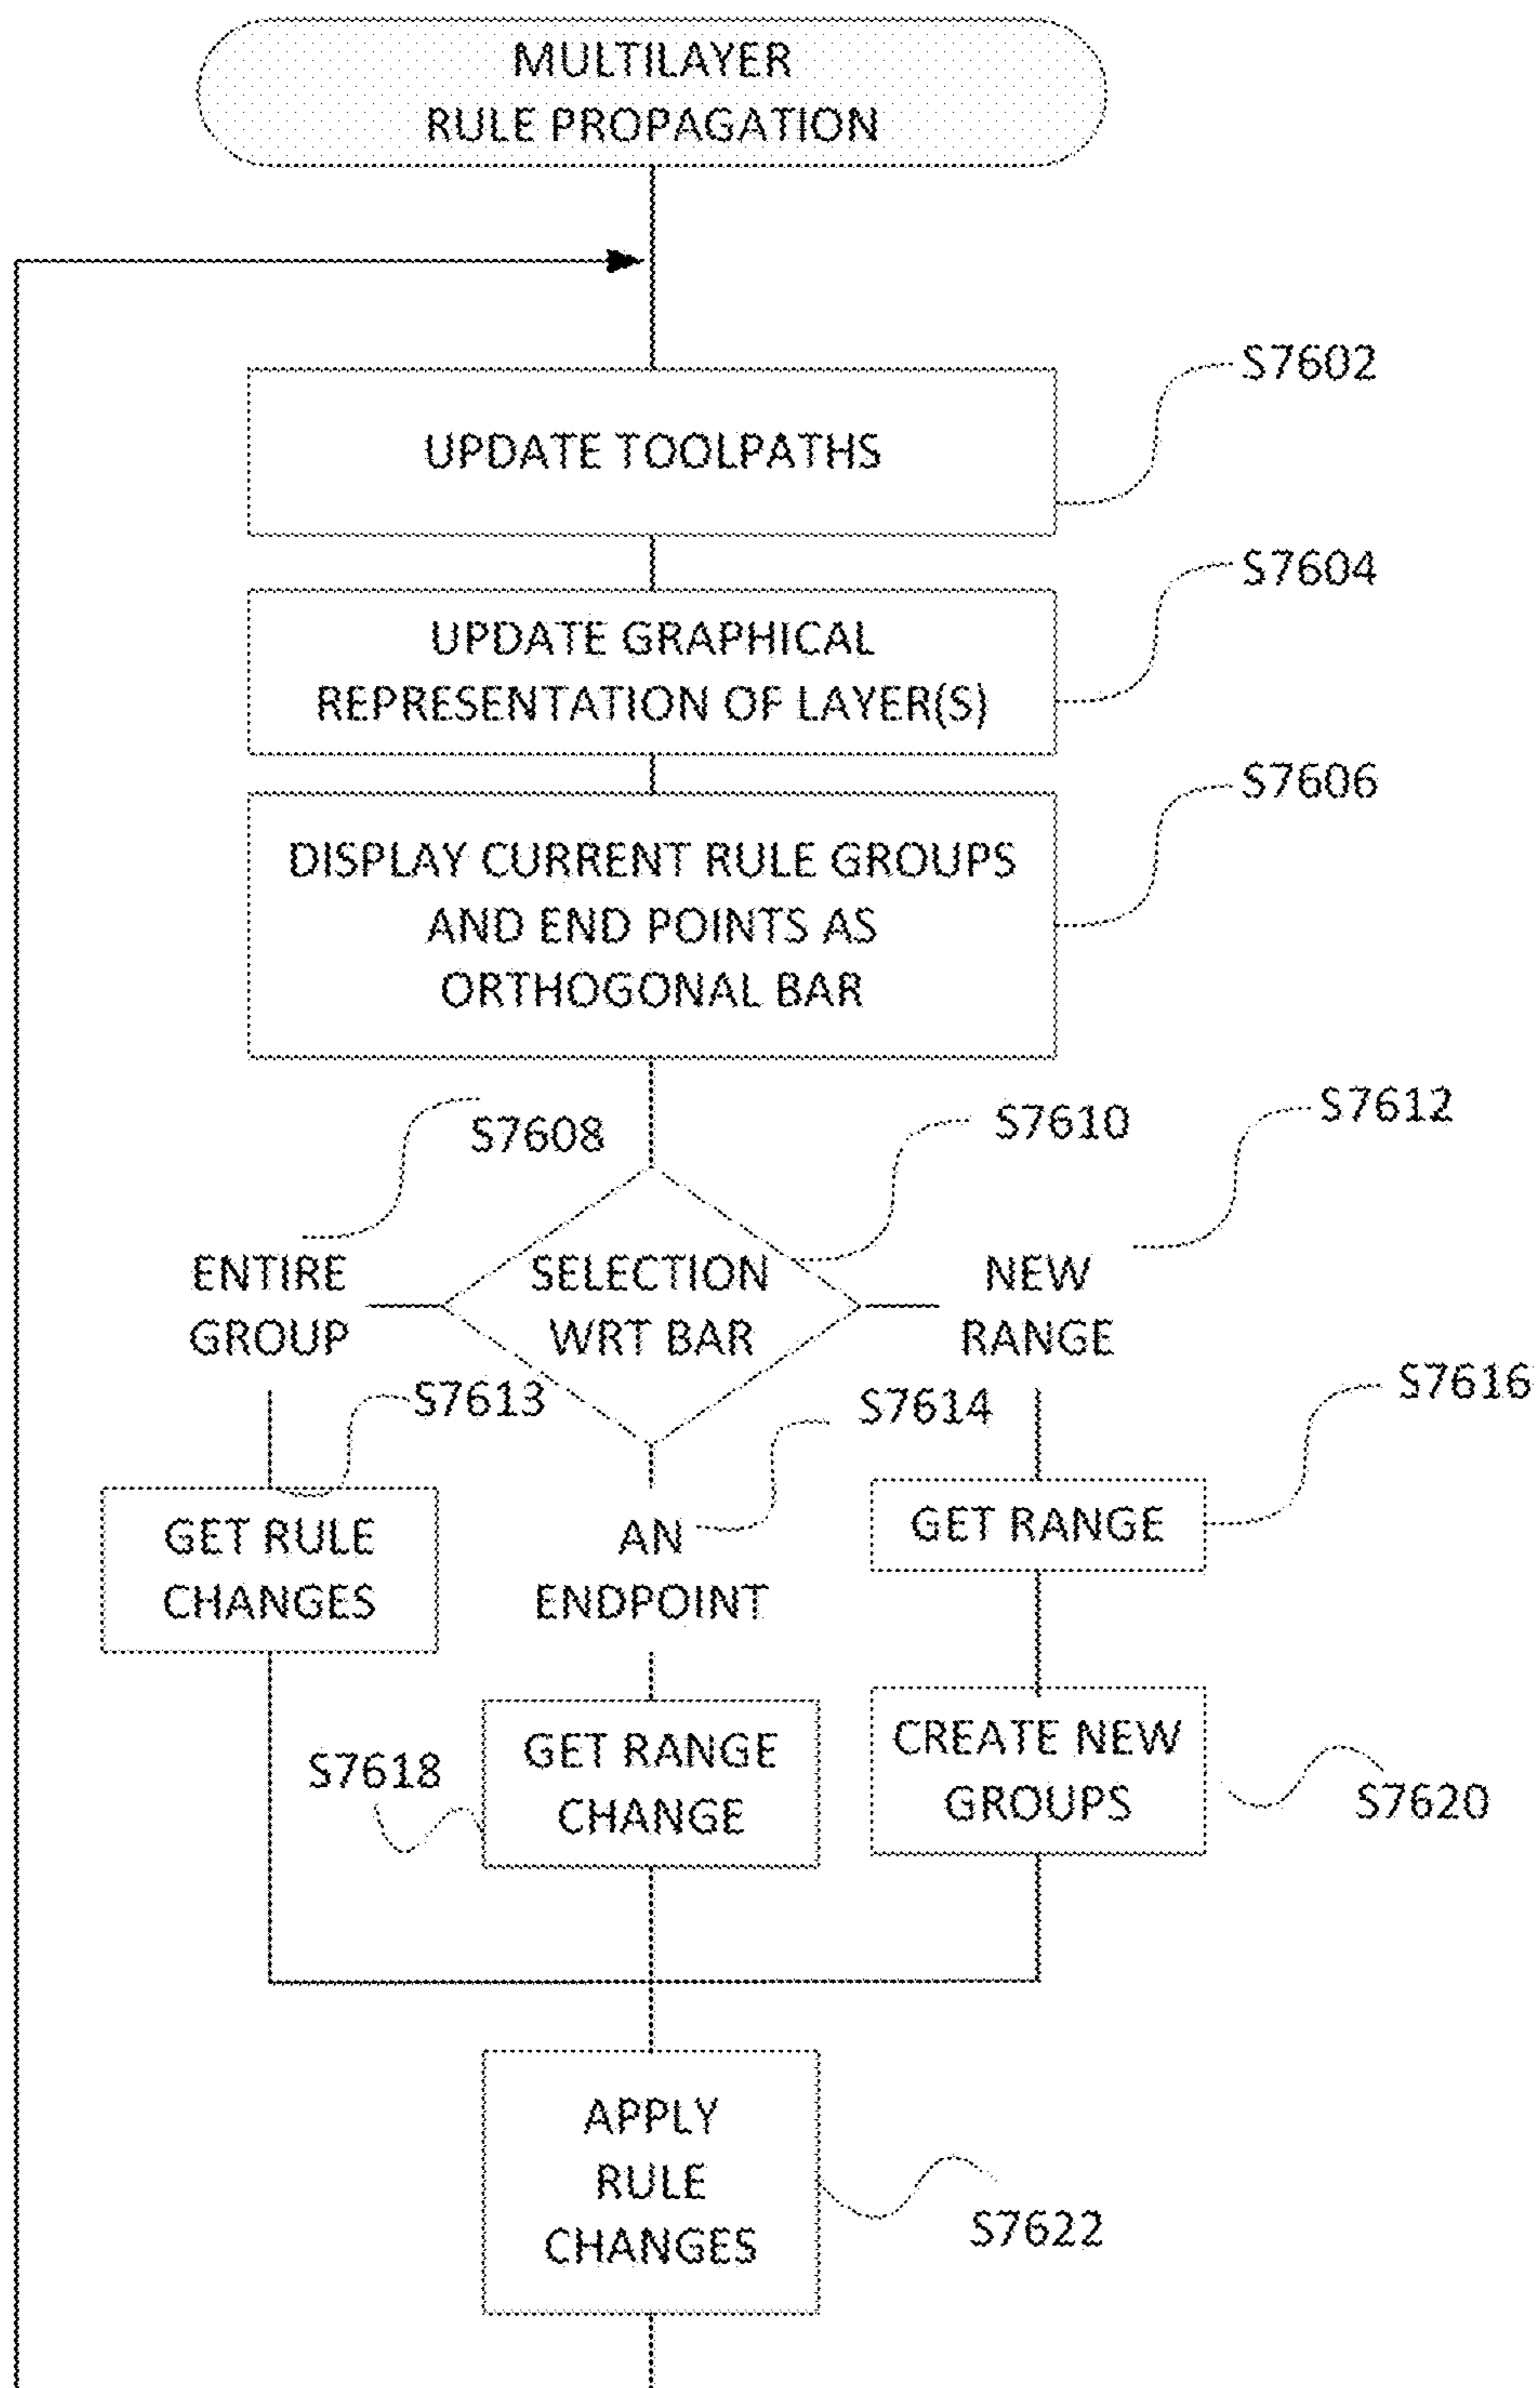 MULTILAYER
RULE PROPAGATION
S7602
UPDATE TOOLPATHS
S7604
UPDATE GRAPHICAL
REPRESENTATION OF LAYER(S)
S7606
DISPLAY CURRENT RULE GROUPS
AND END POINTS AS
ORTHOGONAL BAR
S7608
S7610
S7612
ENTIRE
GROUP
SELECTION
WRT BAR
NEW
RANGE
S7613
S7614
S7616
GET RULE
CHANGES
AN
ENDPOINT
GET RANGE
S7618
GET RANGE
CHANGE
CREATE NEW
GROUPS
S7620
APPLY
RULE
CHANGES
S7622